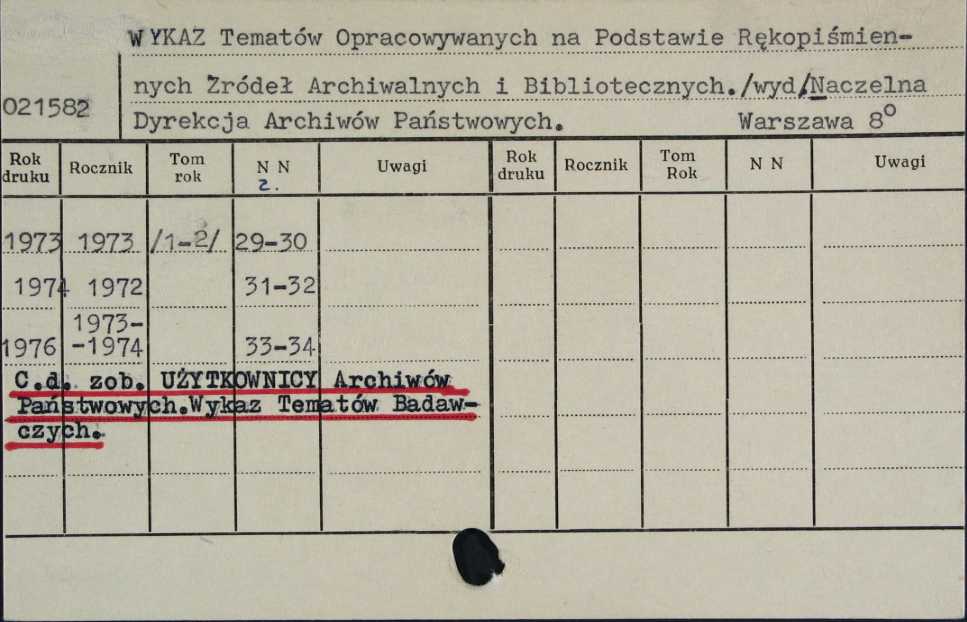 WYKAZ Tematów Opracowywanych na Podstawie Rękopiśmien-
nych Źródeł Archiwalnych i Bibliotecznych./wyd/Naczelna
021582
Dyrekcja Archiwów Państwowych. Warszawa 8°
Rok druku Rocznik Tom rok N N Uwagi Rok druku Rocznik Tom Rok N N Uwagi
z.
1973 1973 /1-2/ 29-30
1974 1972 31-32
1973-
1976 -1974 33-34
C.d. zob. UŻYTKOWNICY Archiwów
Państwowych.Wykaz Tematów Badaw-
czych.